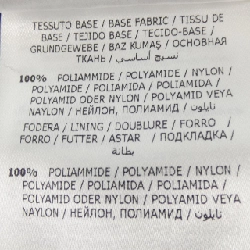 TESSUTO BASE / BASE FABRIC / TISSU DE
BASE / TEJIDO BASE / TECIDO-BASE /
GRUNDGEWEBE / BAZ KUMAŞ / ОСНОВНАЯ
ТКАНЬ / نسيج أساسي
100% POLIAMMIDE / POLYAMIDE / NYLON /
POLYAMIDE / POLIAMIDA / POLIAMIDA /
POLYAMID ODER NYLON / POLYAMID VEYA
NAYLON / НЕЙЛОН, ПОЛИАМИД / نايلون
FODERA / LINING / DOUBLURE / FORRO /
FORRO / FUTTER / ASTAR / ПОДКЛАДКА /
بطانة
100% POLIAMMIDE / POLYAMIDE / NYLON /
POLYAMIDE / POLIAMIDA / POLIAMIDA /
POLYAMID ODER NYLON / POLYAMID VEYA
NAYLON / НЕЙЛОН, ПОЛИАМИД / نايلون